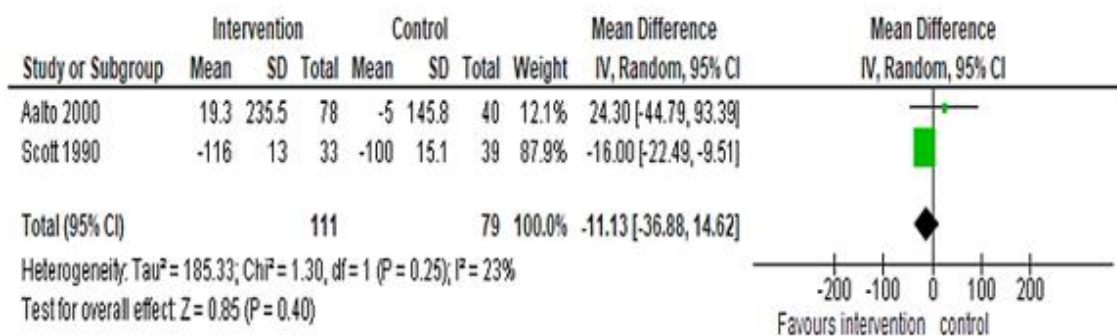 Intervention Control Mean Difference Mean Difference
Study or Subgroup Mean SD Total Mean SD Total Weight IV, Random, 95% CI IV, Random, 95% CI
Aalto 2000 19.3 235.5 78 -5 145.8 40 12.1% 24.30 [-44.79, 93.39]
Scott 1990 -116 13 33 -100 15.1 39 87.9% -16.00 [-22.49, -9.51]
Total (95% CI) 111 79 100.0% -11.13 [-36.88, 14.62]
Heterogeneity: Tau² = 185.33; Chi² = 1.30, df = 1 (P = 0.25); I² = 23%
Test for overall effect: Z = 0.85 (P = 0.40)
-200 -100 0 100 200
Favours intervention control